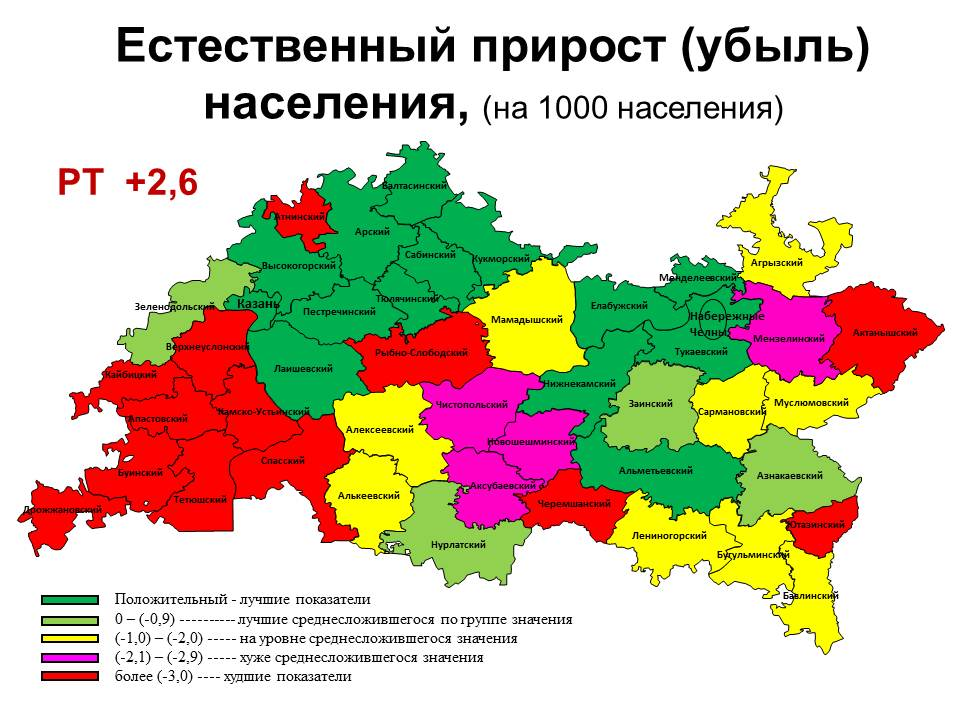 Естественный прирост (убыль)
населения, (на 1000 населения)
РТ +2,6
Балтасинский
Атнинский
Арский
Сабинский
Кукморский
Высокогорский
Агрызский
Менделеевский
Тюлячинский
Зеленодольский
Казань
Пестречинский
Елабужский
Мамадышский
Набережные
Челны
Мензелинский
Актанышский
Верхнеуслонский
Рыбно-Слободский
Тукаевский
Лаишевский
Кайбицкий
Нижнекамский
Чистопольский
Заинский
Муслюмовский
Сармановский
Апастовский
Камско-Устьинский
Алексеевский
Новошешминский
Спасский
Буинский
Альметьевский
Азнакаевский
Аксубаевский
Тетюшский
Алькеевский
Черемшанский
Дрожжановский
Ютазинский
Лениногорский
Нурлатский
Бугульминский
Бавлинский
Положительный - лучшие показатели
0 – (-0,9) ---------- лучшие среднесложившегося по группе значения
(-1,0) – (-2,0) ----- на уровне среднесложившегося значения
(-2,1) – (-2,9) ----- хуже среднесложившегося значения
более (-3,0) ---- худшие показатели